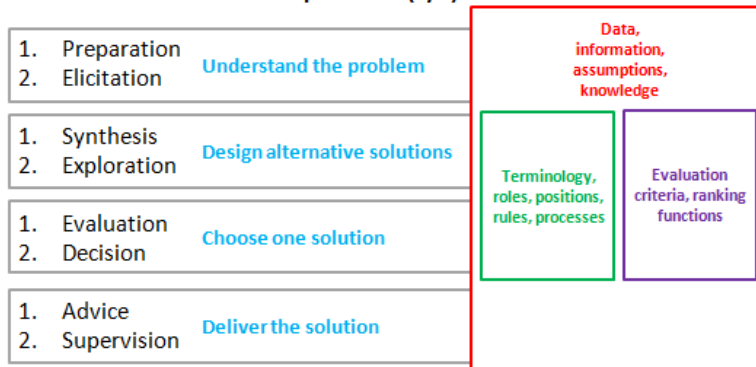 1. Preparation
2. Elicitation
Understand the problem
1. Synthesis
2. Exploration
Design alternative solutions
1. Evaluation
2. Decision
Choose one solution
1. Advice
2. Supervision
Deliver the solution
Data,
information,
assumptions,
knowledge
Terminology,
roles, positions,
rules, processes
Evaluation
criteria, ranking
functions